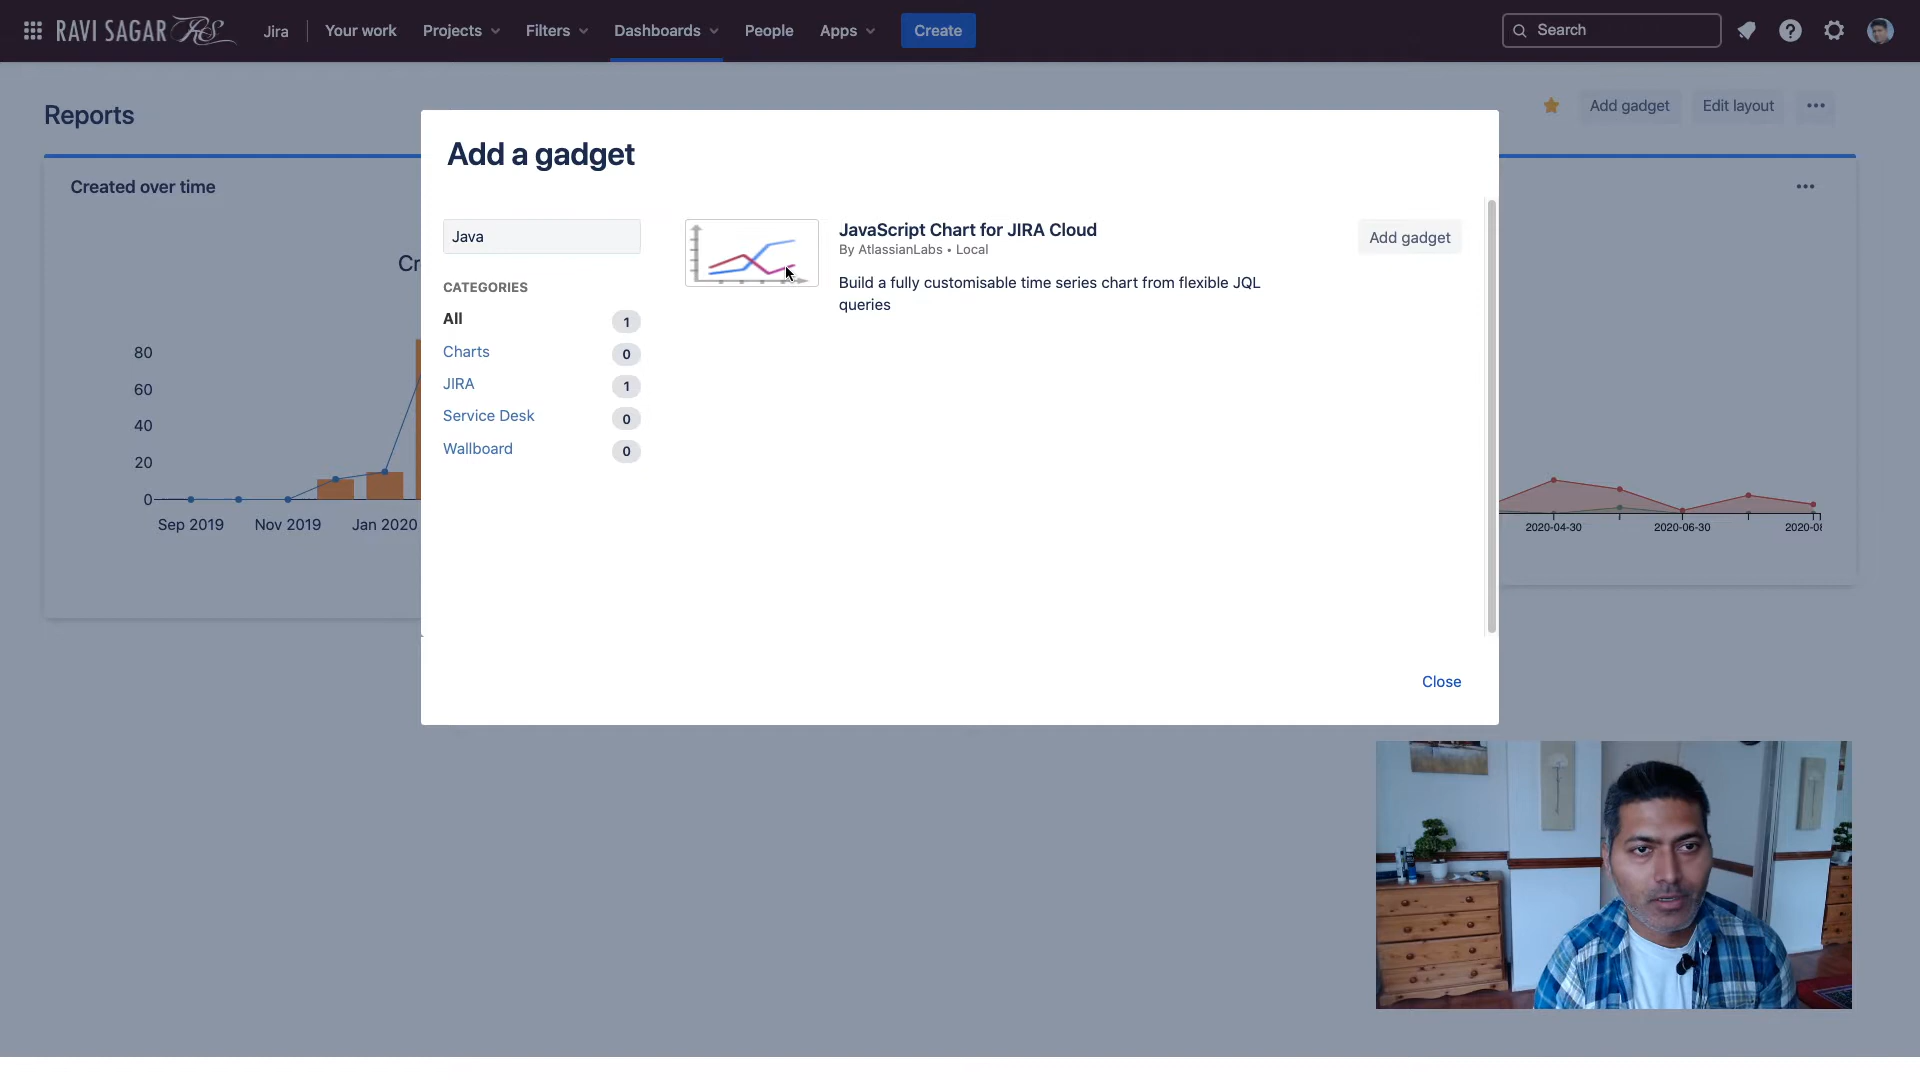 RAVI SAGAR RS Jira Your work Projects Filters Dashboards People Apps Create Search
Reports
Add gadget Edit layout
Created over time
Cr
80
60
40
20
0
Sep 2019 Nov 2019 Jan 2020
Add a gadget
Java
CATEGORIES
All 1
Charts 0
JIRA 1
Service Desk 0
Wallboard 0
JavaScript Chart for JIRA Cloud
By AtlassianLabs • Local
Build a fully customisable time series chart from flexible JQL
queries
Add gadget
Close
2020-04-30 2020-06-30 2020-0